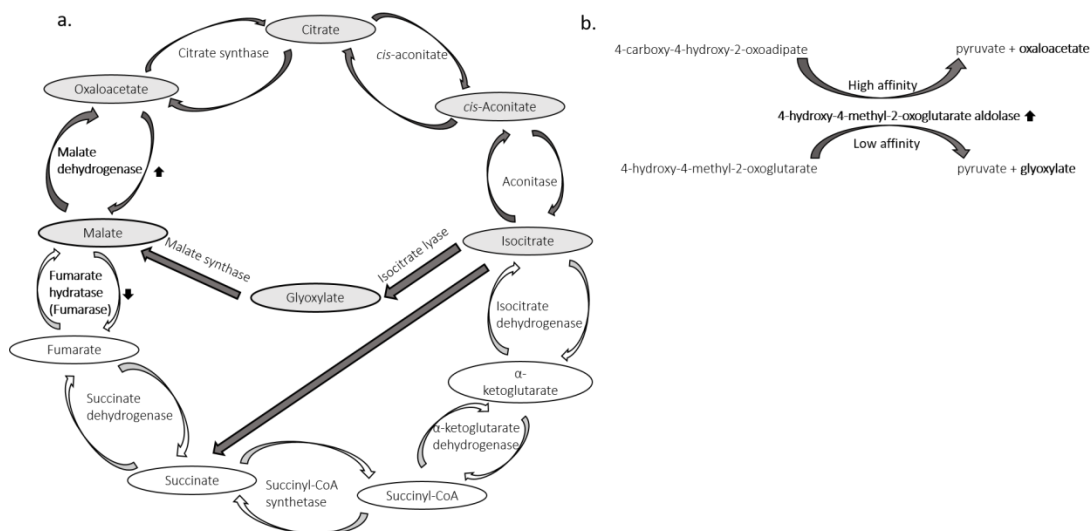 a.
Citrate
Citrate synthase
cis-aconitate
Oxaloacetate
cis-Aconitate
Malate
dehydrogenase
Aconitase
Malate
Malate synthase
Isocitrate lyase
Isocitrate
Glyoxylate
Fumarate
hydratase
(Fumarase)
Isocitrate
dehydrogenase
Fumarate
α-
ketoglutarate
Succinate
dehydrogenase
α-ketoglutarate
dehydrogenase
Succinate
Succinyl-CoA
synthetase
Succinyl-CoA
b.
4-carboxy-4-hydroxy-2-oxoadipate
pyruvate + oxaloacetate
High affinity
4-hydroxy-4-methyl-2-oxoglutarate aldolase
Low affinity
4-hydroxy-4-methyl-2-oxoglutarate
pyruvate + glyoxylate